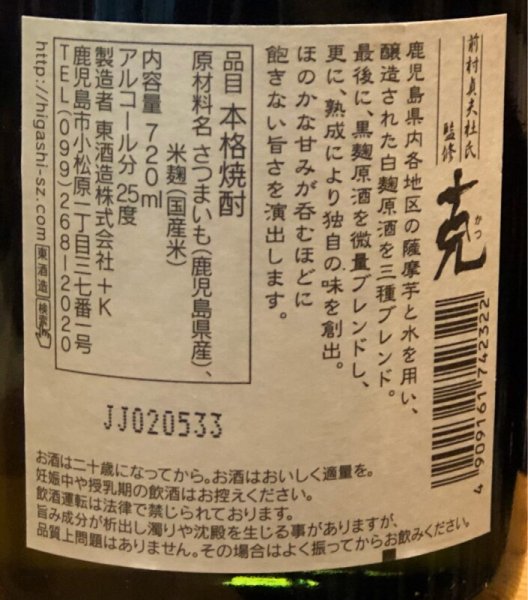 前村貞夫杜氏
監修
克
かつ
鹿児島県内各地区の薩摩芋と水を用い、
醸造された白麹原酒を三種ブレンド。
最後に、黒麹原酒を微量ブレンドし、
更に、熟成により独自の味を創出。
ほのかな甘みが呑むほどに
飽きない旨さを演出します。
品目 本格焼酎
原材料名 さつまいも(鹿児島県産)、
米麹(国産米)
内容量 720ml
アルコール分 25度
製造者 東酒造株式会社 +K
鹿児島市小松原一丁目三七番一号
TEL(099)268-2020
http://higashi-sz.com 東酒造 検索
4909161742322
JJ020533
お酒は二十歳になってから。お酒はおいしく適量を。
妊娠中や授乳期の飲酒はお控えください。
飲酒運転は法律で禁じられております。
旨み成分が析出し濁りや沈殿を生じる事がありますが、
品質上問題はありません。その場合はよく振ってからお飲みください。